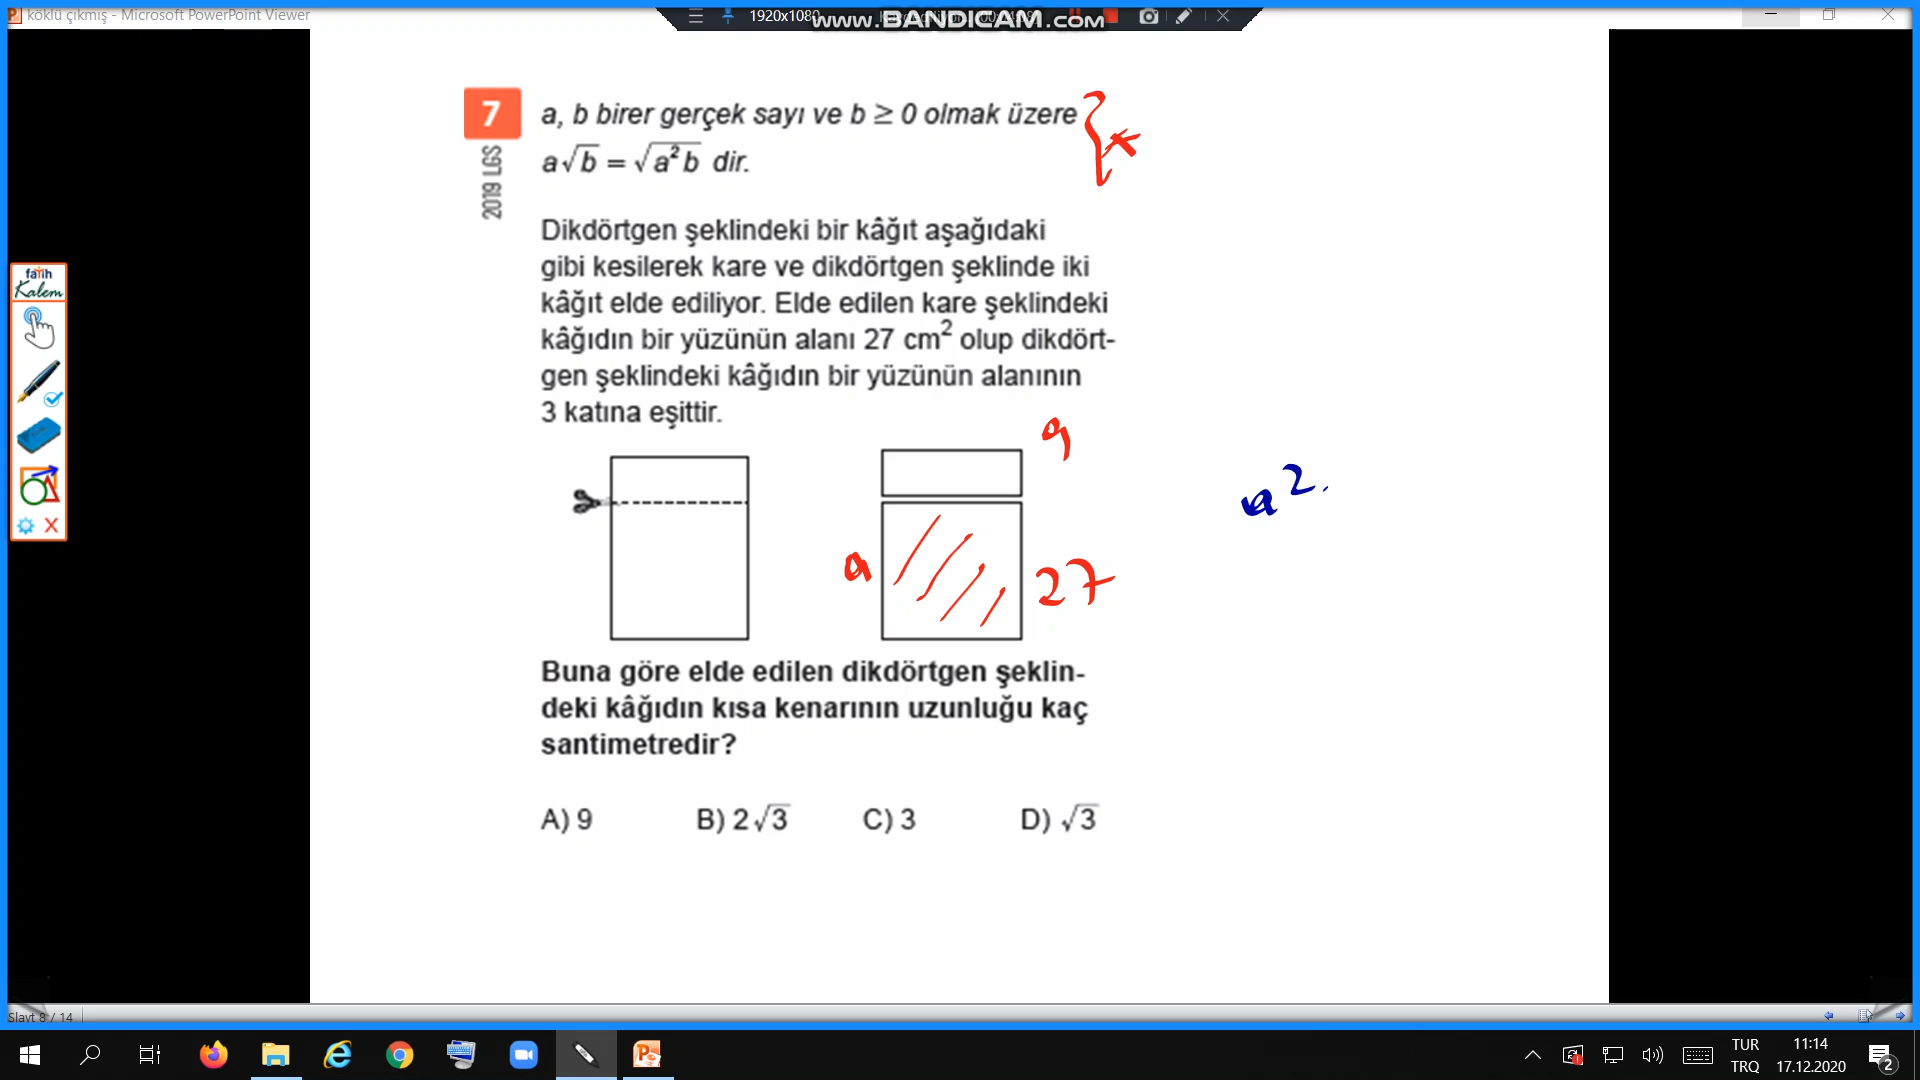 köklü çıkmış - Microsoft PowerPoint Viewer
1920x1080
www.BANDICAM.com
7
2019 LGS
a, b birer gerçek sayı ve b ≥ 0 olmak üzere
a√b = √a²b dir.
Dikdörtgen şeklindeki bir kâğıt aşağıdaki
gibi kesilerek kare ve dikdörtgen şeklinde iki
kâğıt elde ediliyor. Elde edilen kare şeklindeki
kâğıdın bir yüzünün alanı 27 cm² olup dikdört-
gen şeklindeki kâğıdın bir yüzünün alanının
3 katına eşittir.
a
a
27
a².
Buna göre elde edilen dikdörtgen şeklin-
deki kâğıdın kısa kenarının uzunluğu kaç
santimetredir?
A) 9 B) 2√3 C) 3 D) √3
fatih
Kalem
Slayt 8 / 14
TUR
TRQ
11:14
17.12.2020
2